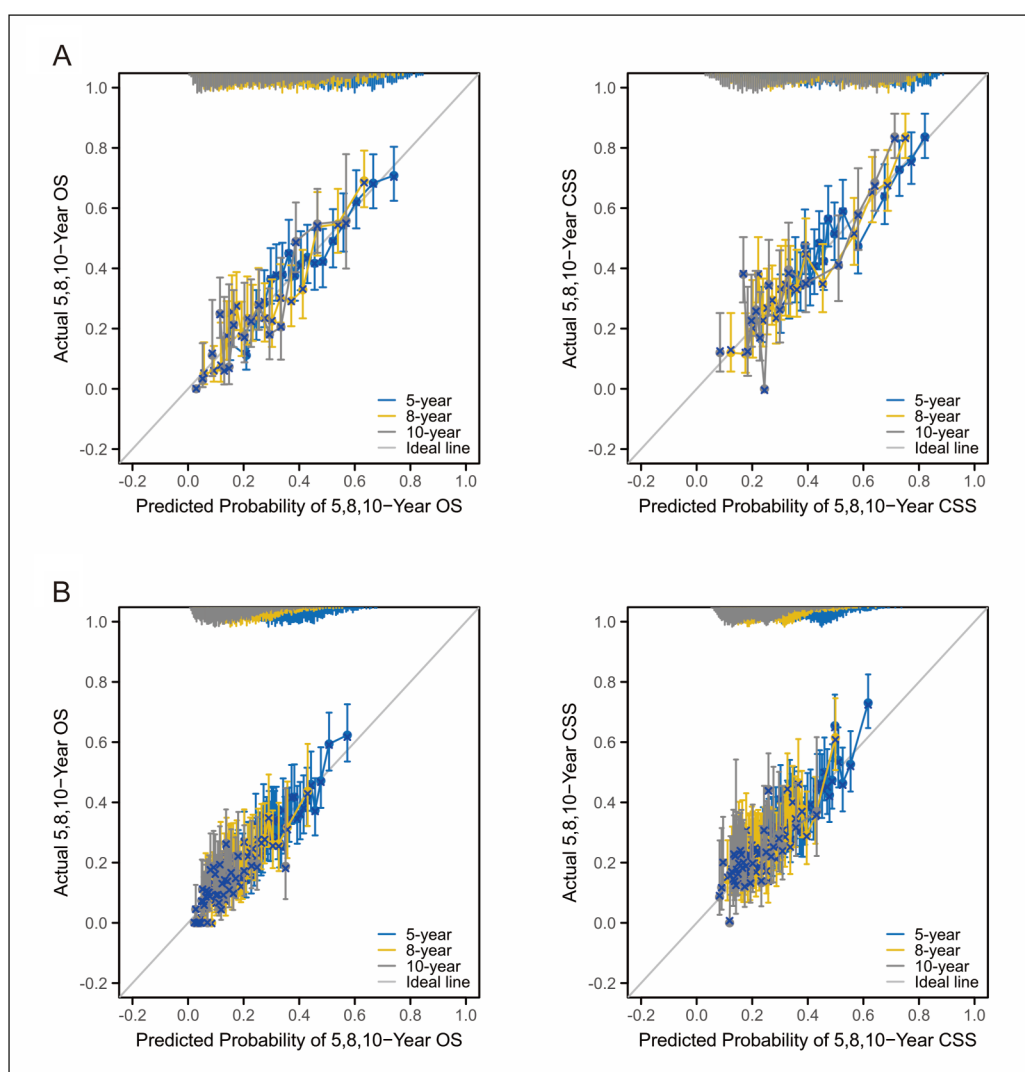 A
Actual 5,8,10−Year OS
1.0
0.8
0.6
0.4
0.2
0.0
-0.2
5-year
8-year
10-year
Ideal line
-0.2 0.0 0.2 0.4 0.6 0.8 1.0
Predicted Probability of 5,8,10−Year OS
Actual 5,8,10−Year CSS
1.0
0.8
0.6
0.4
0.2
0.0
-0.2
5-year
8-year
10-year
Ideal line
-0.2 0.0 0.2 0.4 0.6 0.8 1.0
Predicted Probability of 5,8,10−Year CSS
B
Actual 5,8,10−Year OS
1.0
0.8
0.6
0.4
0.2
0.0
-0.2
5-year
8-year
10-year
Ideal line
-0.2 0.0 0.2 0.4 0.6 0.8 1.0
Predicted Probability of 5,8,10−Year OS
Actual 5,8,10−Year CSS
1.0
0.8
0.6
0.4
0.2
0.0
-0.2
5-year
8-year
10-year
Ideal line
-0.2 0.0 0.2 0.4 0.6 0.8 1.0
Predicted Probability of 5,8,10−Year CSS